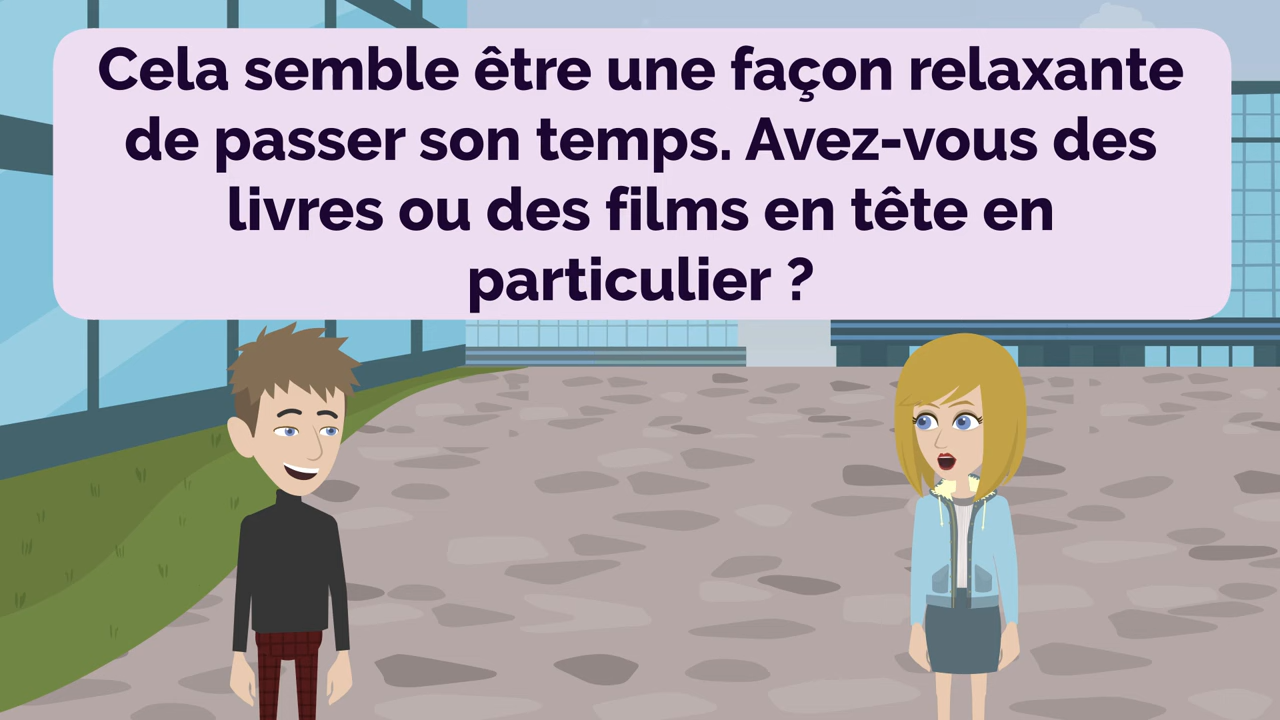 Cela semble être une façon relaxante
de passer son temps. Avez-vous des
livres ou des films en tête en
particulier ?